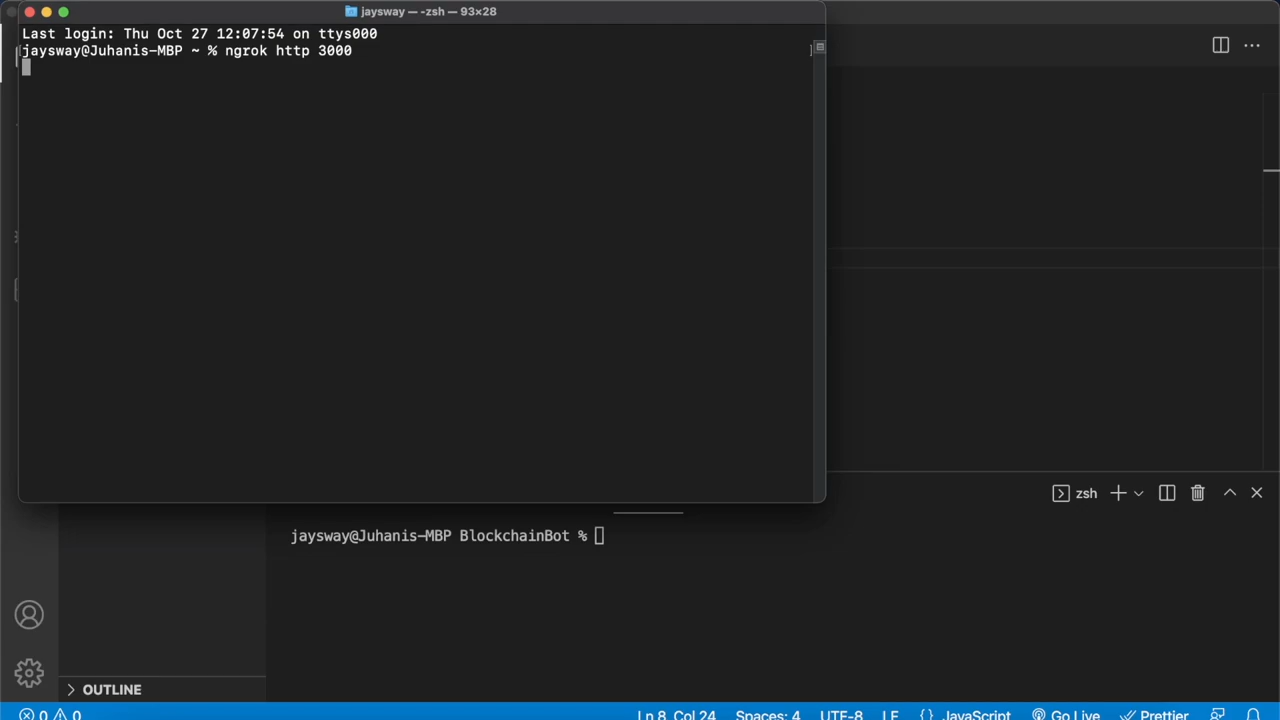 jaysway — -zsh — 93×28
Last login: Thu Oct 27 12:07:54 on ttys000
jaysway@Juhanis-MBP ~ % ngrok http 3000
zsh
jaysway@Juhanis-MBP BlockchainBot %
OUTLINE
0 0 Ln 8, Col 24 Spaces: 4 UTF-8 LF {} JavaScript Go Live Prettier